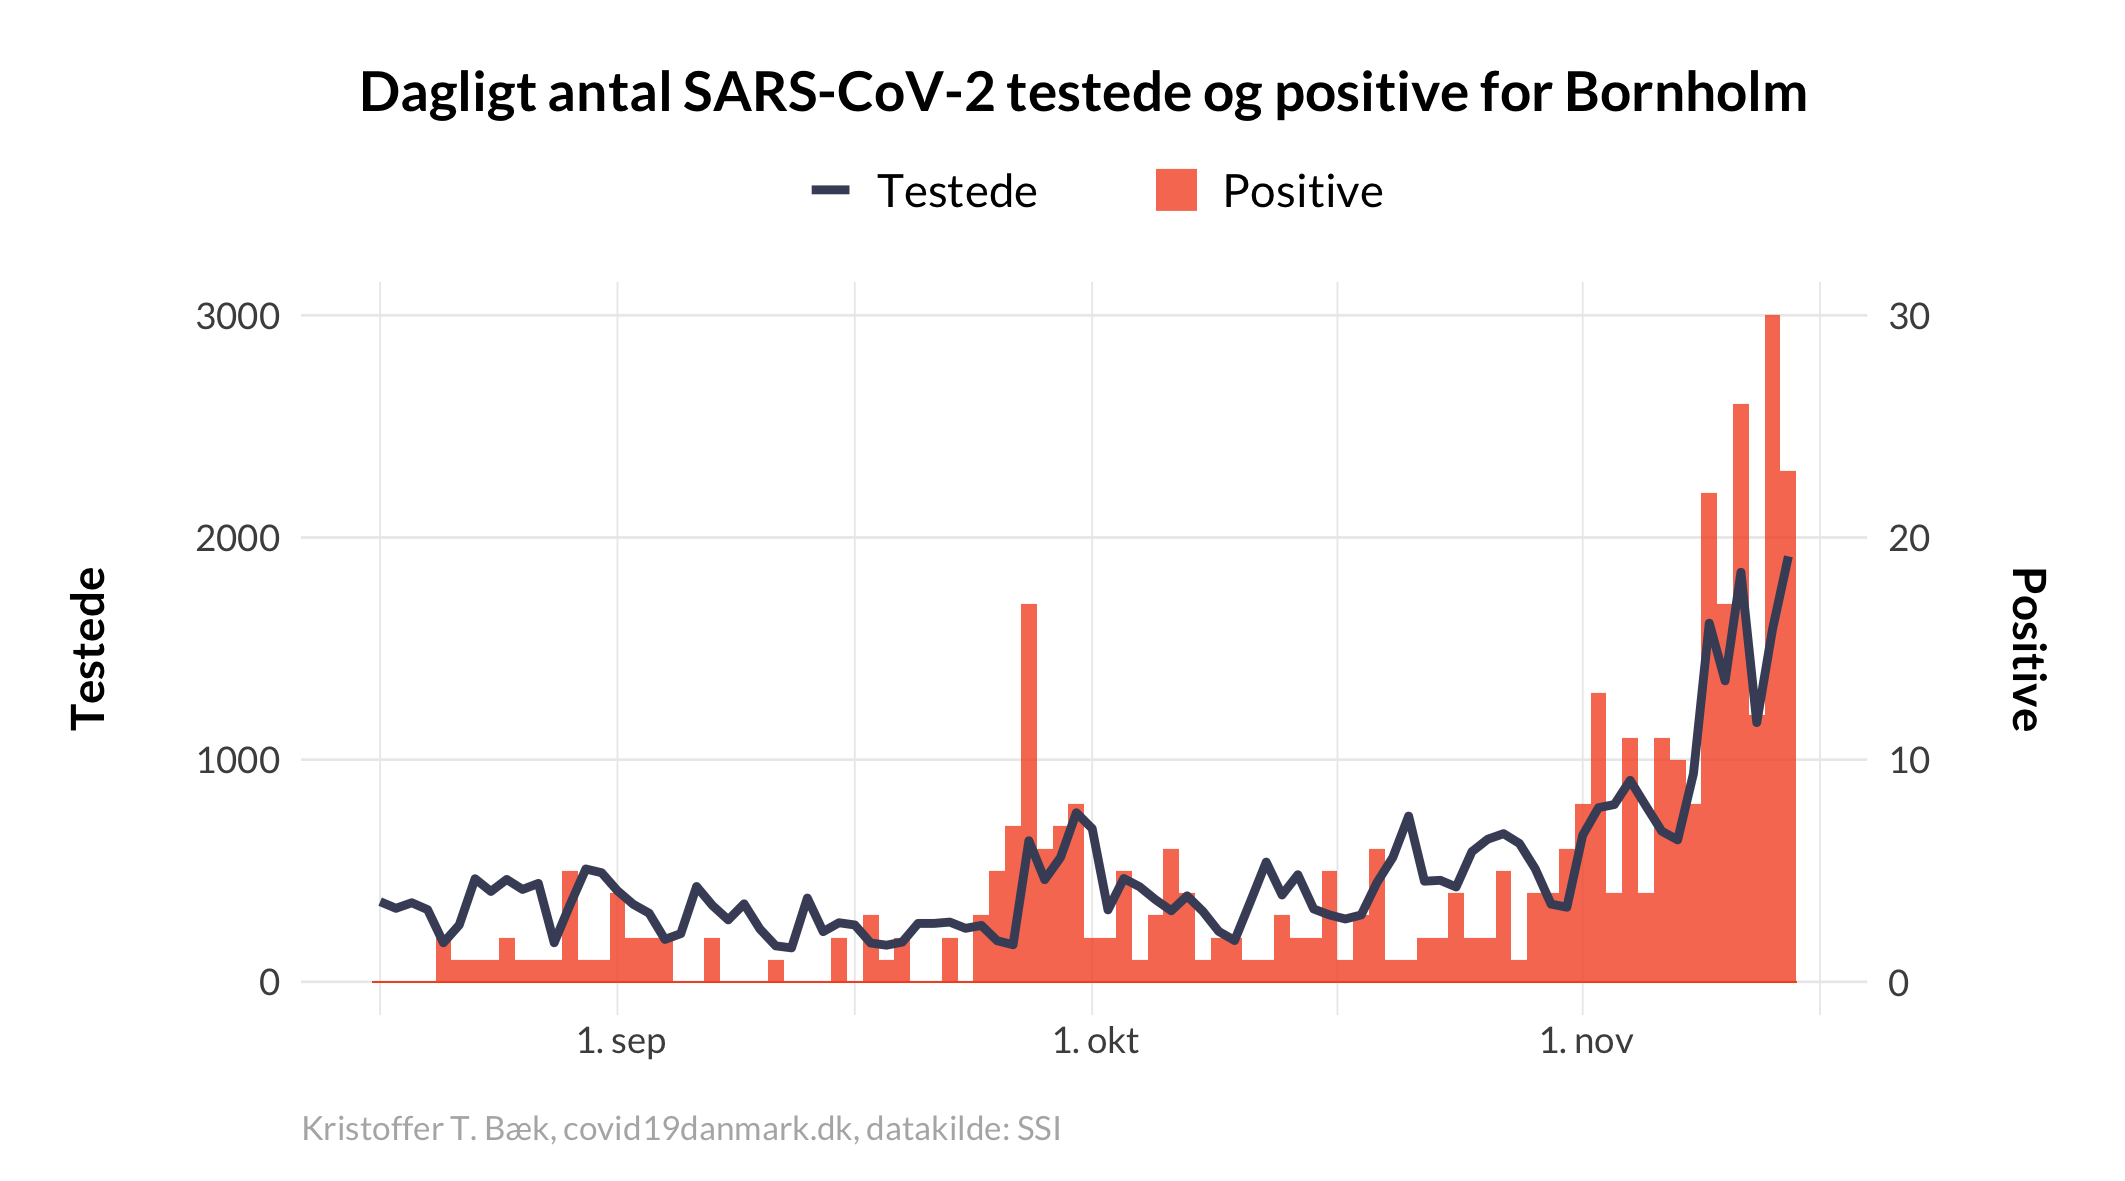 Dagligt antal SARS-CoV-2 testede og positive for Bornholm
Testede
Positive
3000
2000
1000
0
30
20
10
0
Testede
Positive
1. sep
1. okt
1. nov
Kristoffer T. Bæk, covid19danmark.dk, datakilde: SSI